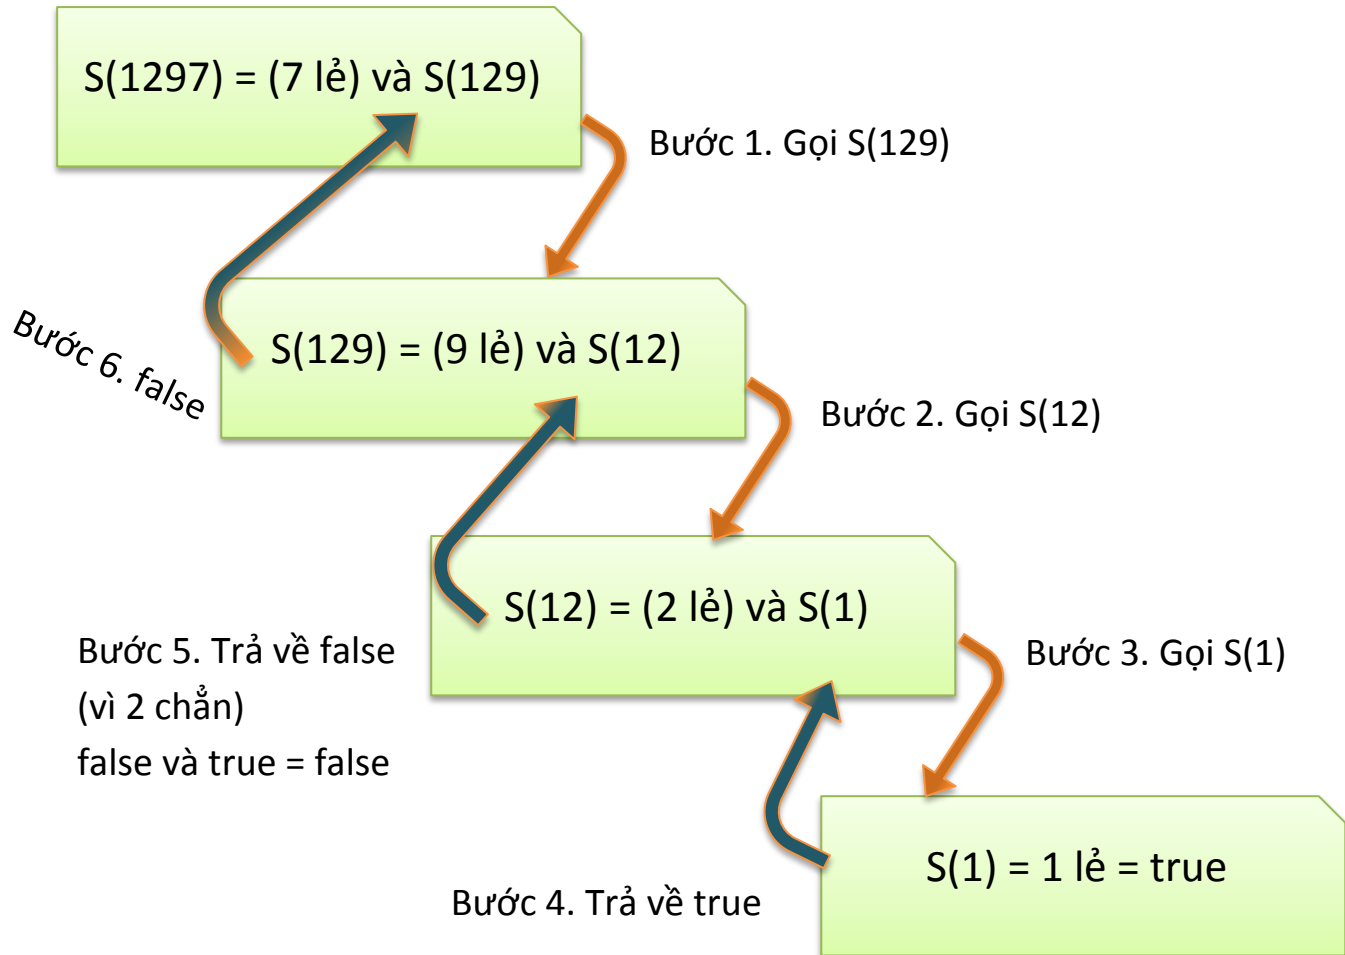 S(1297) = (7 lẻ) và S(129)
Bước 1. Gọi S(129)
Bước 6. false
S(129) = (9 lẻ) và S(12)
Bước 2. Gọi S(12)
S(12) = (2 lẻ) và S(1)
Bước 5. Trả về false
(vì 2 chẵn)
false và true = false
Bước 3. Gọi S(1)
S(1) = 1 lẻ = true
Bước 4. Trả về true